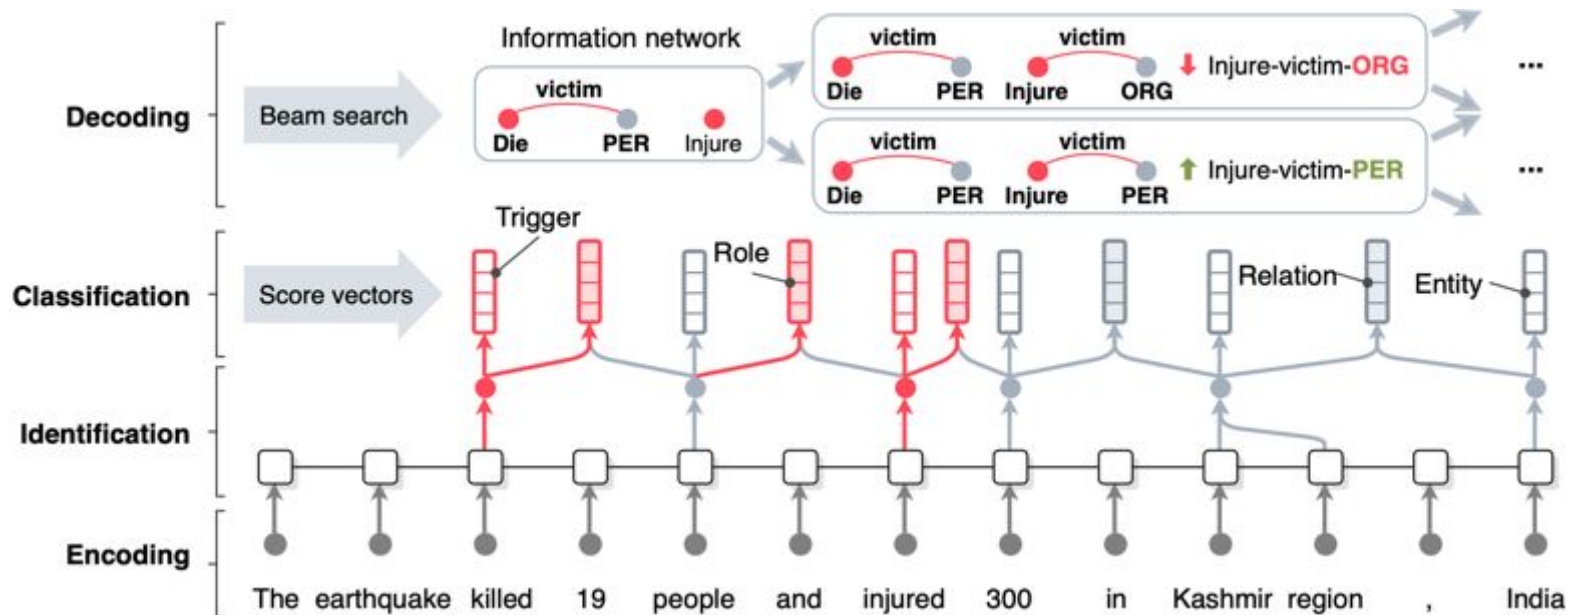 Decoding
Beam search
Information network
victim
Die PER Injure
victim victim
Die PER Injure ORG
Injure-victim-ORG
...
victim victim
Die PER Injure PER
Injure-victim-PER
...
Classification
Score vectors
Trigger
Role
Relation
Entity
Identification
Encoding
The earthquake killed 19 people and injured 300 in Kashmir region , India